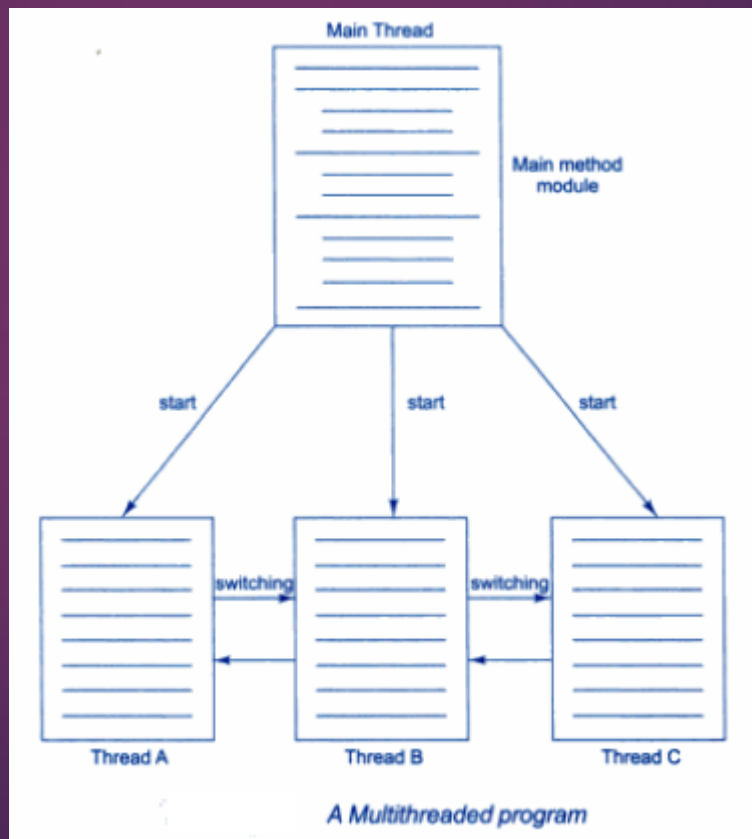 Main Thread
Main method
module
start
start
start
switching
switching
Thread A
Thread B
Thread C
A Multithreaded program